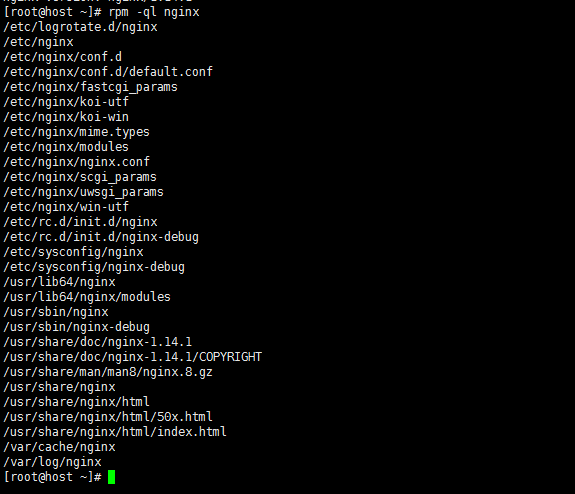 [root@host ~]# rpm -ql nginx
/etc/logrotate.d/nginx
/etc/nginx
/etc/nginx/conf.d
/etc/nginx/conf.d/default.conf
/etc/nginx/fastcgi_params
/etc/nginx/koi-utf
/etc/nginx/koi-win
/etc/nginx/mime.types
/etc/nginx/modules
/etc/nginx/nginx.conf
/etc/nginx/scgi_params
/etc/nginx/uwsgi_params
/etc/nginx/win-utf
/etc/rc.d/init.d/nginx
/etc/rc.d/init.d/nginx-debug
/etc/sysconfig/nginx
/etc/sysconfig/nginx-debug
/usr/lib64/nginx
/usr/lib64/nginx/modules
/usr/sbin/nginx
/usr/sbin/nginx-debug
/usr/share/doc/nginx-1.14.1
/usr/share/doc/nginx-1.14.1/COPYRIGHT
/usr/share/man/man8/nginx.8.gz
/usr/share/nginx
/usr/share/nginx/html
/usr/share/nginx/html/50x.html
/usr/share/nginx/html/index.html
/var/cache/nginx
/var/log/nginx
[root@host ~]#